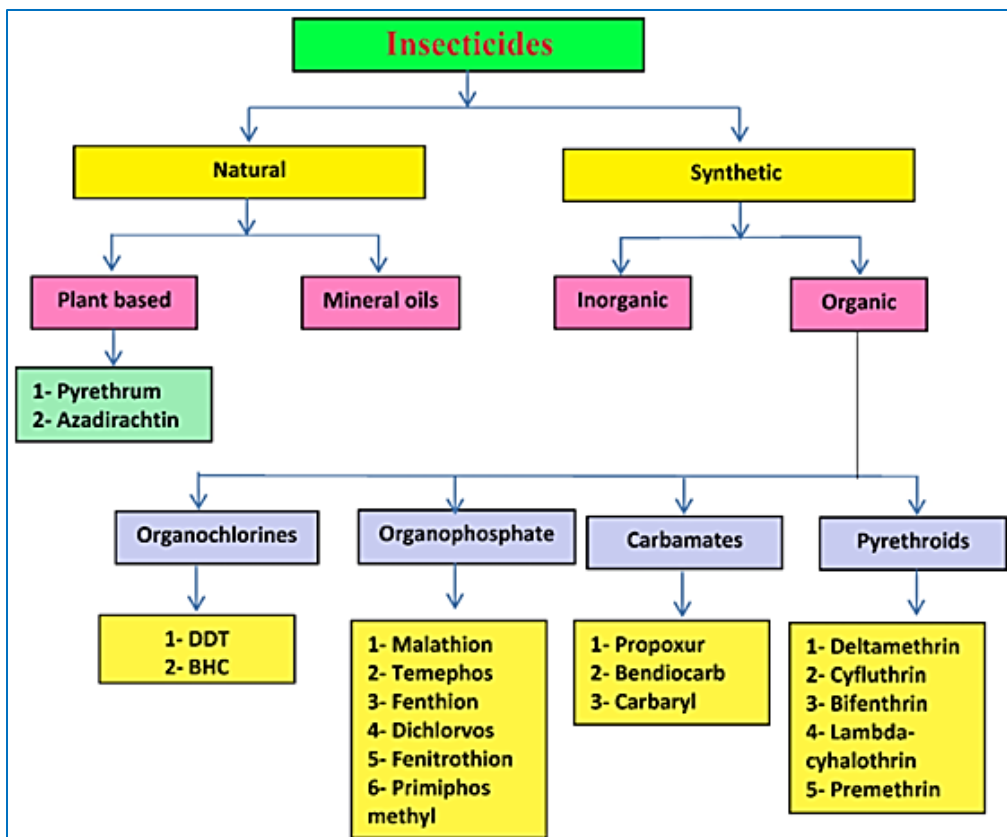 Insecticides
Natural
Synthetic
Plant based
Mineral oils
Inorganic
Organic
1- Pyrethrum
2- Azadirachtin
Organochlorines
Organophosphate
Carbamates
Pyrethroids
1- DDT
2- BHC
1- Malathion
2- Temephos
3- Fenthion
4- Dichlorvos
5- Fenitrothion
6- Primiphos
methyl
1- Propoxur
2- Bendiocarb
3- Carbaryl
1- Deltamethrin
2- Cyfluthrin
3- Bifenthrin
4- Lambda-
cyhalothrin
5- Premethrin